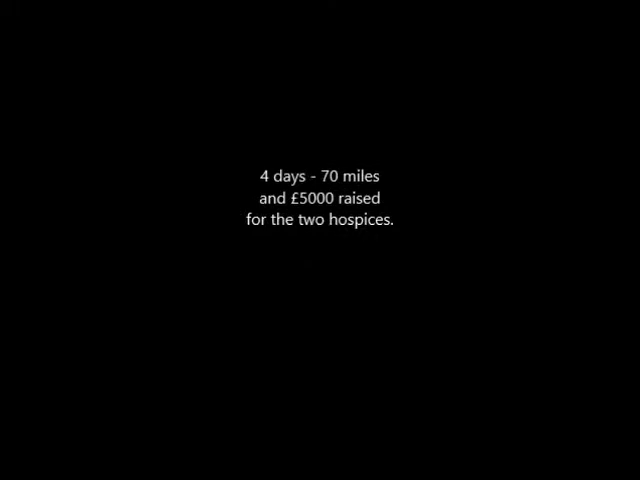 4 days - 70 miles
and £5000 raised
for the two hospices.